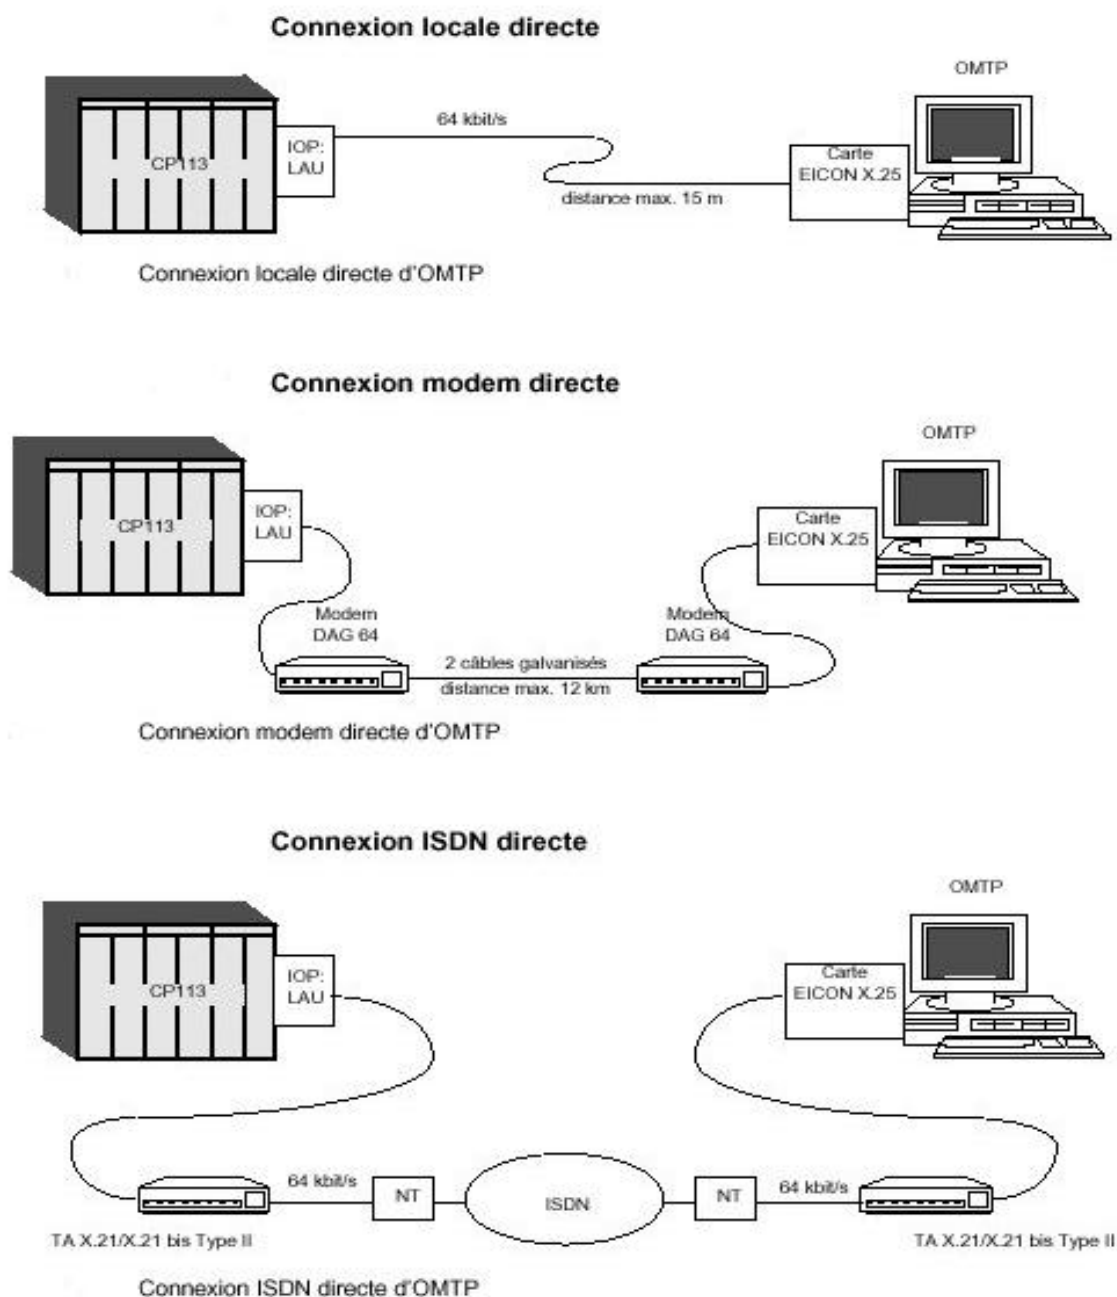 Connexion locale directe
OMTP
64 kbit/s
IOP:
LAU
CP113
Carte
EICON X.25
distance max. 15 m
Connexion locale directe d'OMTP
Connexion modem directe
OMTP
IOP:
LAU
CP113
Carte
EICON X.25
Modem
DAG 64
Modem
DAG 64
2 câbles galvanisés
distance max. 12 km
Connexion modem directe d'OMTP
Connexion ISDN directe
OMTP
IOP:
LAU
CP113
Carte
EICON X.25
64 kbit/s
NT
ISDN
NT
64 kbit/s
TA X.21/X.21 bis Type II
TA X.21/X.21 bis Type II
Connexion ISDN directe d'OMTP